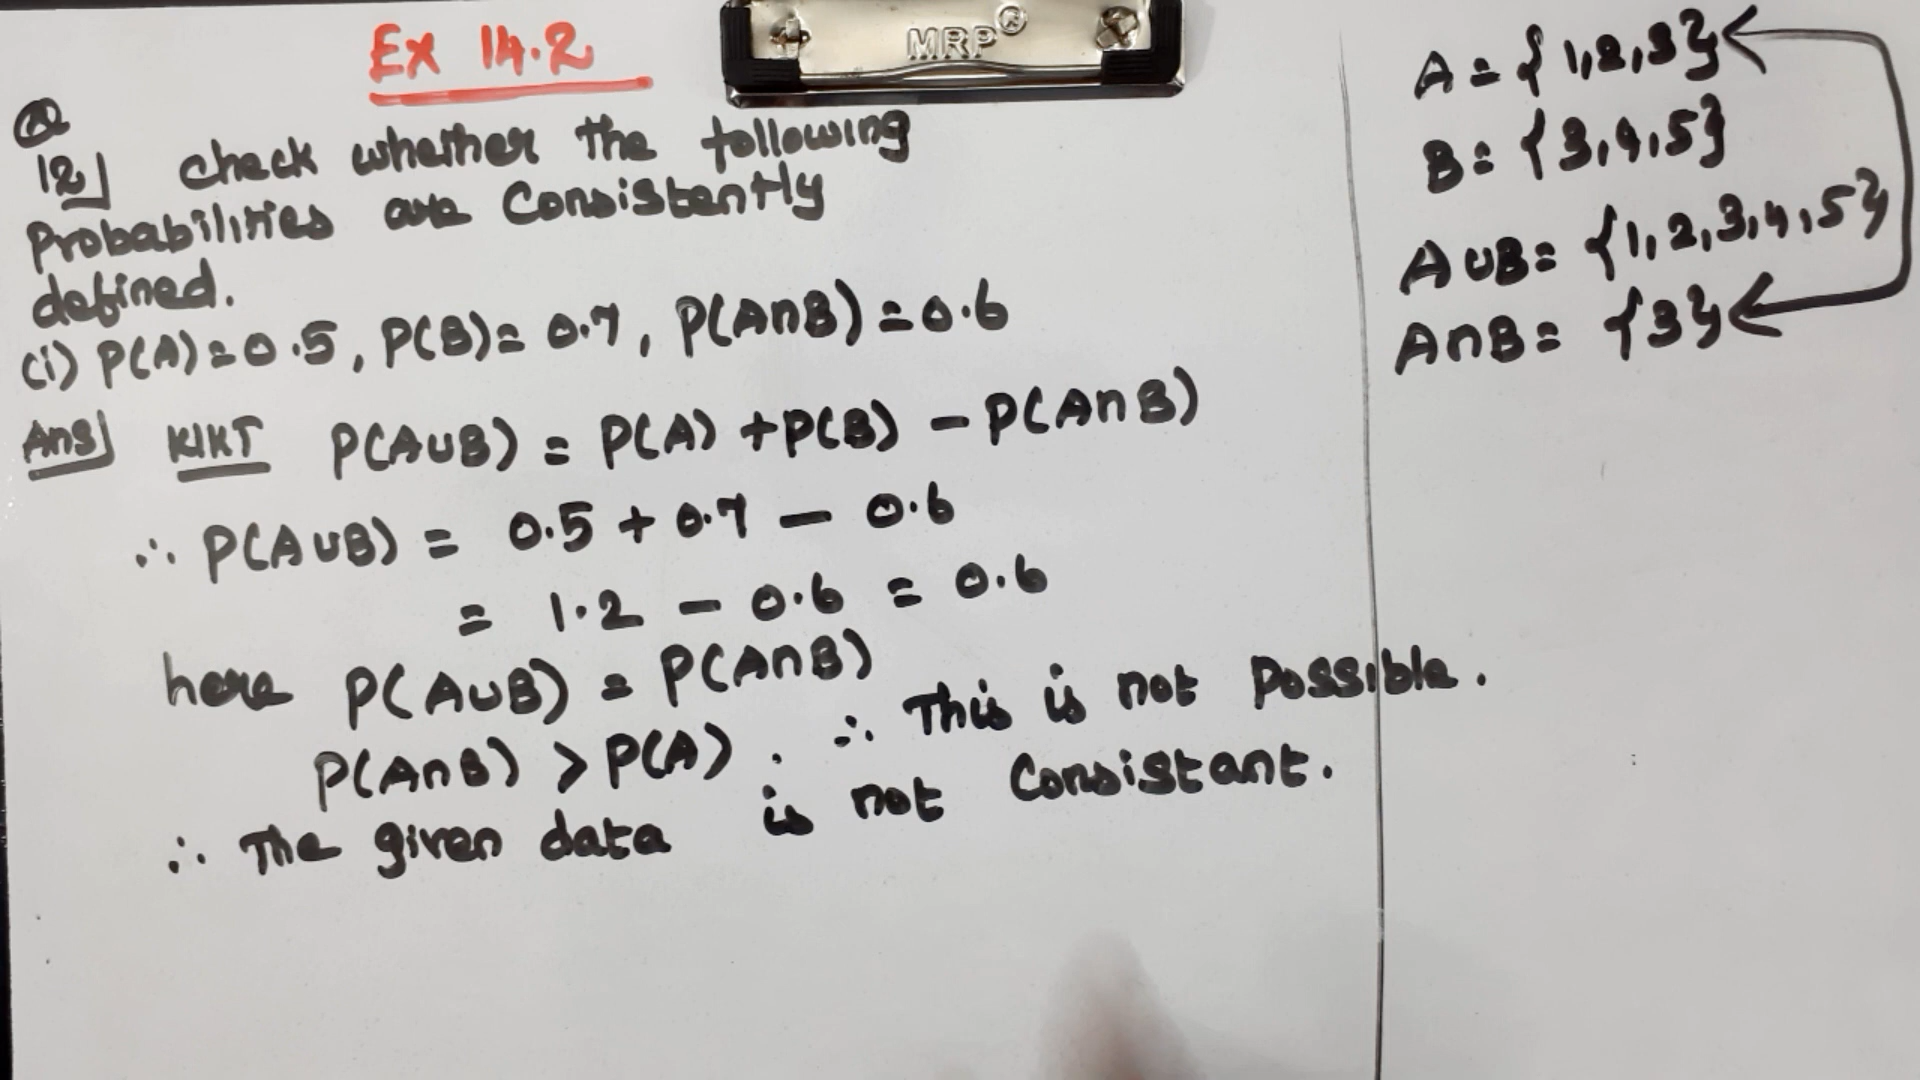 Ex 14.2
MRP®
Q
12] check whether the following
Probabilities are Consistently
defined.
(i) P(A) = 0.5, P(B) = 0.7, P(A∩B) = 0.6
Ans] WKT P(A∪B) = P(A) + P(B) - P(A∩B)
∴ P(A∪B) = 0.5 + 0.7 - 0.6
= 1.2 - 0.6 = 0.6
here P(A∪B) = P(A∩B)
P(A∩B) > P(A). ∴ This is not Possible.
∴ The given data is not Consistant.
A = {1,2,3}
B = {3,4,5}
A∪B = {1,2,3,4,5}
A∩B = {3}